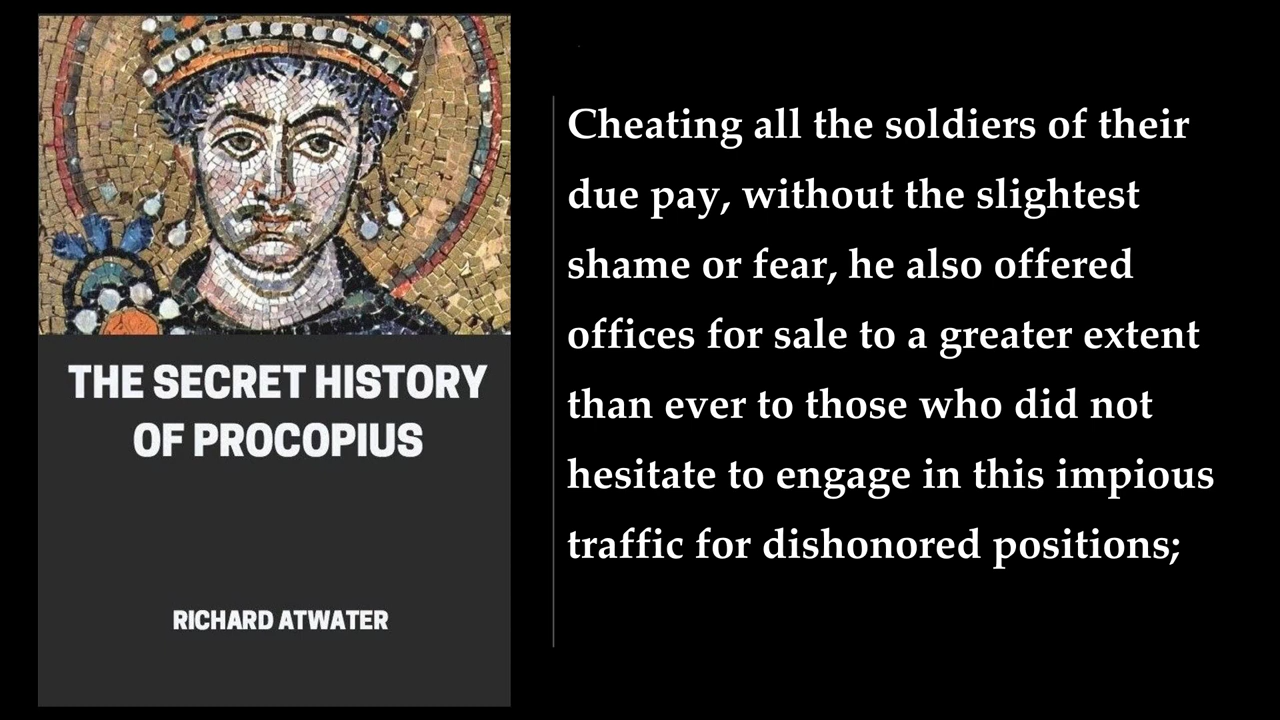 THE SECRET HISTORY
OF PROCOPIUS
RICHARD ATWATER
Cheating all the soldiers of their
due pay, without the slightest
shame or fear, he also offered
offices for sale to a greater extent
than ever to those who did not
hesitate to engage in this impious
traffic for dishonored positions;